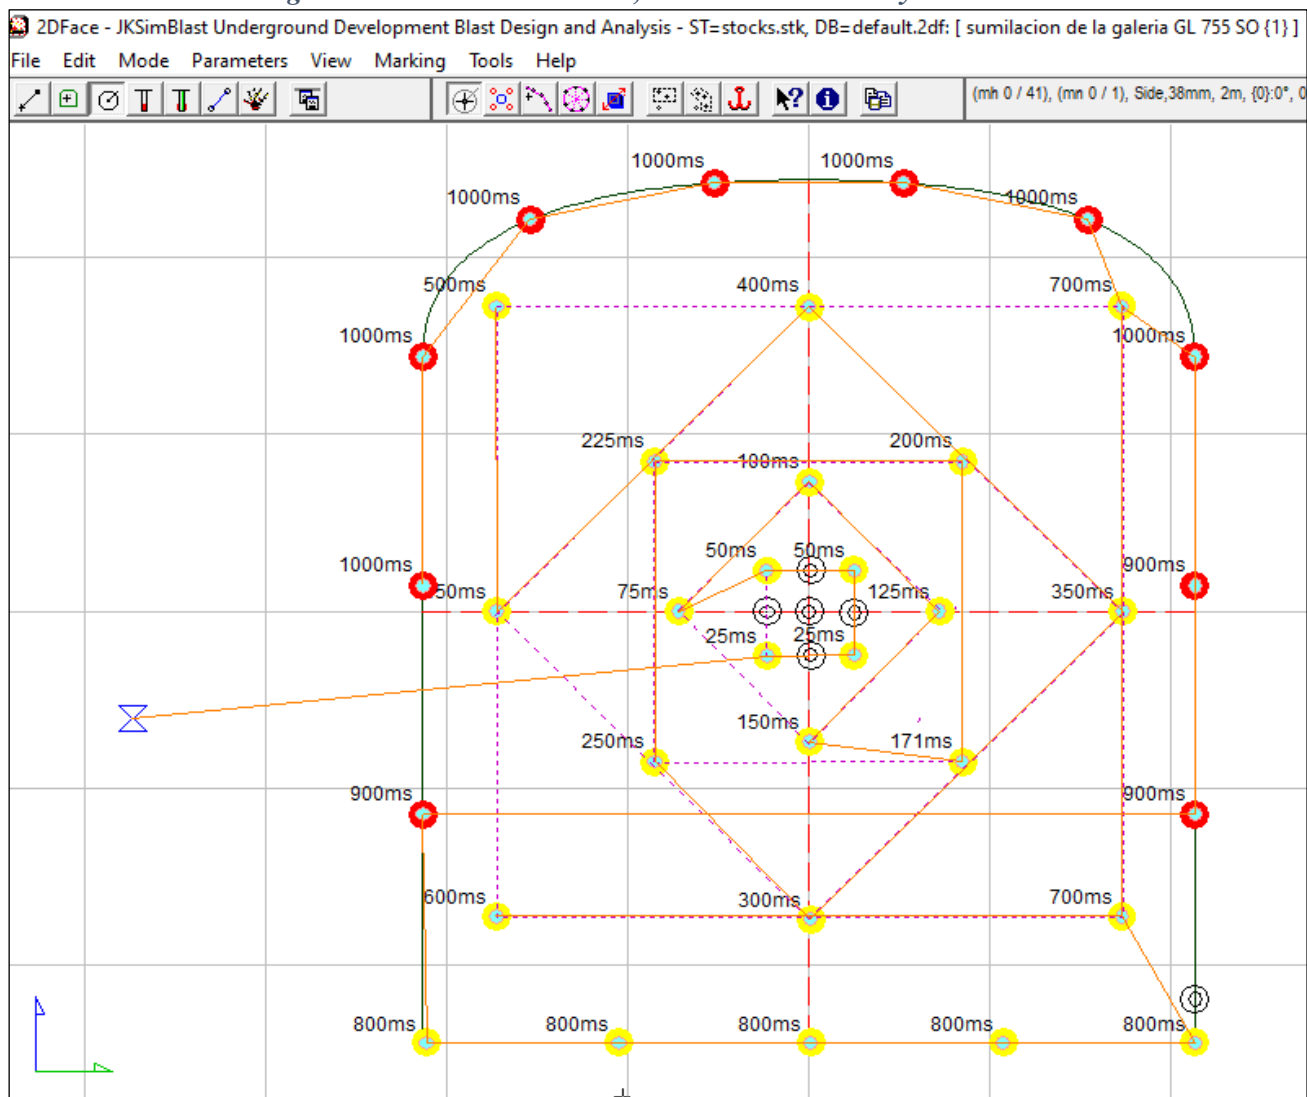 2DFace - JKSimBlast Underground Development Blast Design and Analysis - ST=stocks.stk, DB=default.2df: [ sumilacion de la galeria GL 755 SO {1} ]
File Edit Mode Parameters View Marking Tools Help
(mh 0 / 41), (mn 0 / 1), Side,38mm, 2m, {0}:0°, 0
1000ms 1000ms
1000ms 1000ms
500ms 400ms 700ms
1000ms 1000ms
225ms 200ms
100ms
50ms 50ms
1000ms 900ms
50ms 75ms 125ms 350ms
25ms 25ms
150ms
250ms 171ms
900ms 900ms
600ms 300ms 700ms
800ms 800ms 800ms 800ms 800ms